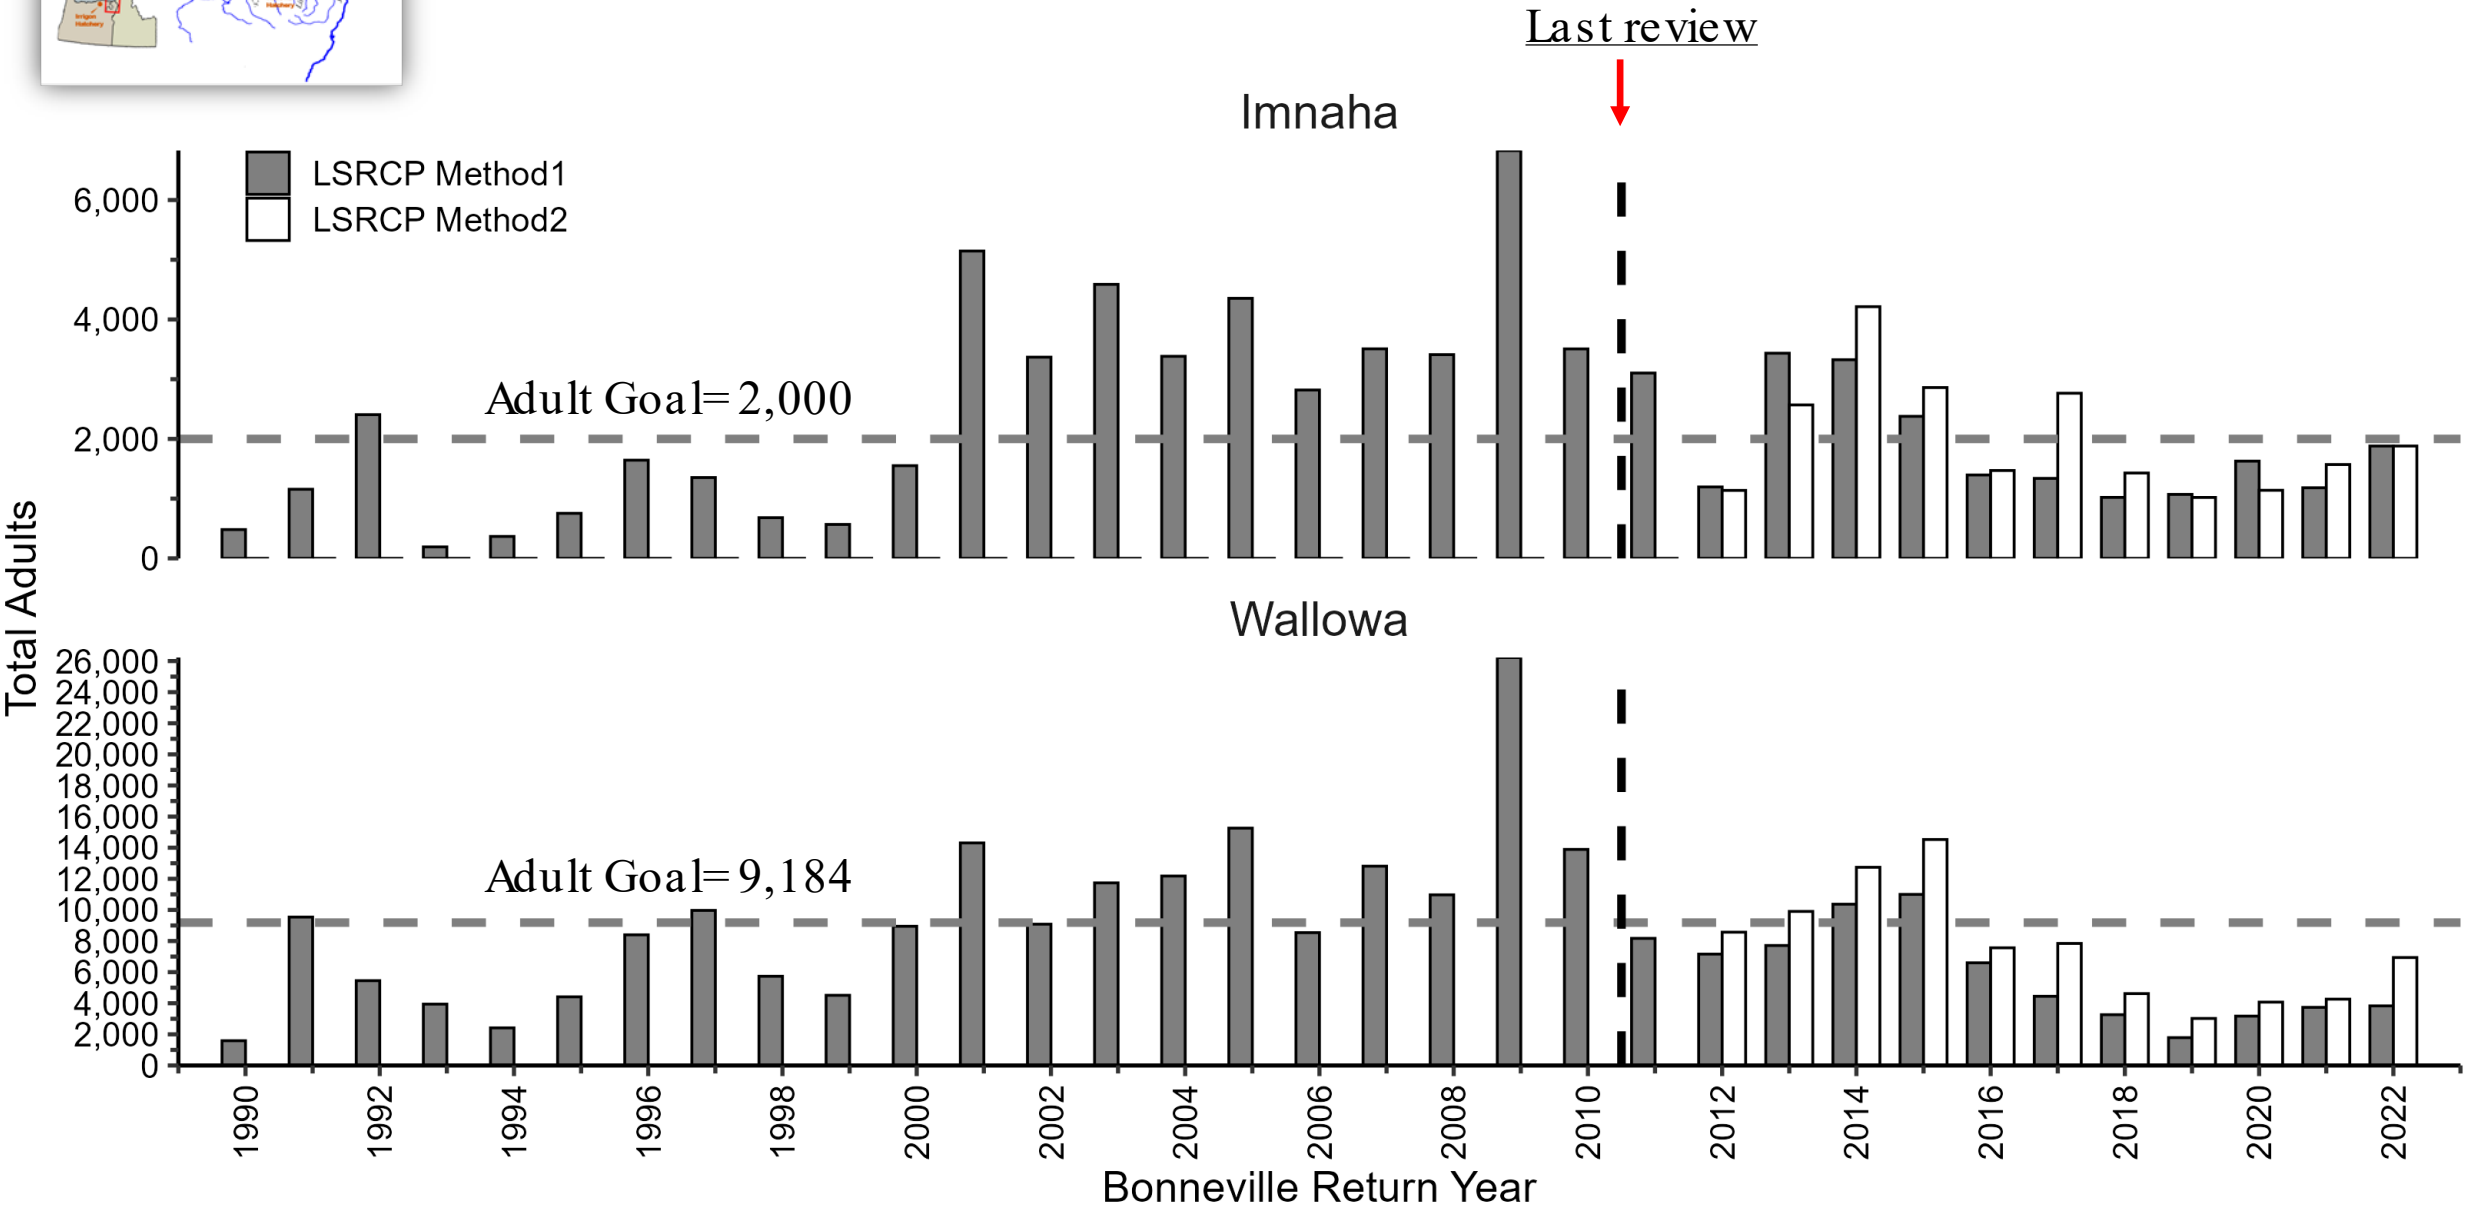 Irrigon
Hatchery
Hatchery
Last review
Imnaha
LSRCP Method1
LSRCP Method2
6,000
4,000
Adult Goal=2,000
2,000
0
Total Adults
Wallowa
26,000
24,000
22,000
20,000
18,000
16,000
14,000
12,000
Adult Goal=9,184
10,000
8,000
6,000
4,000
2,000
0
1990 1992 1994 1996 1998 2000 2002 2004 2006 2008 2010 2012 2014 2016 2018 2020 2022
Bonneville Return Year